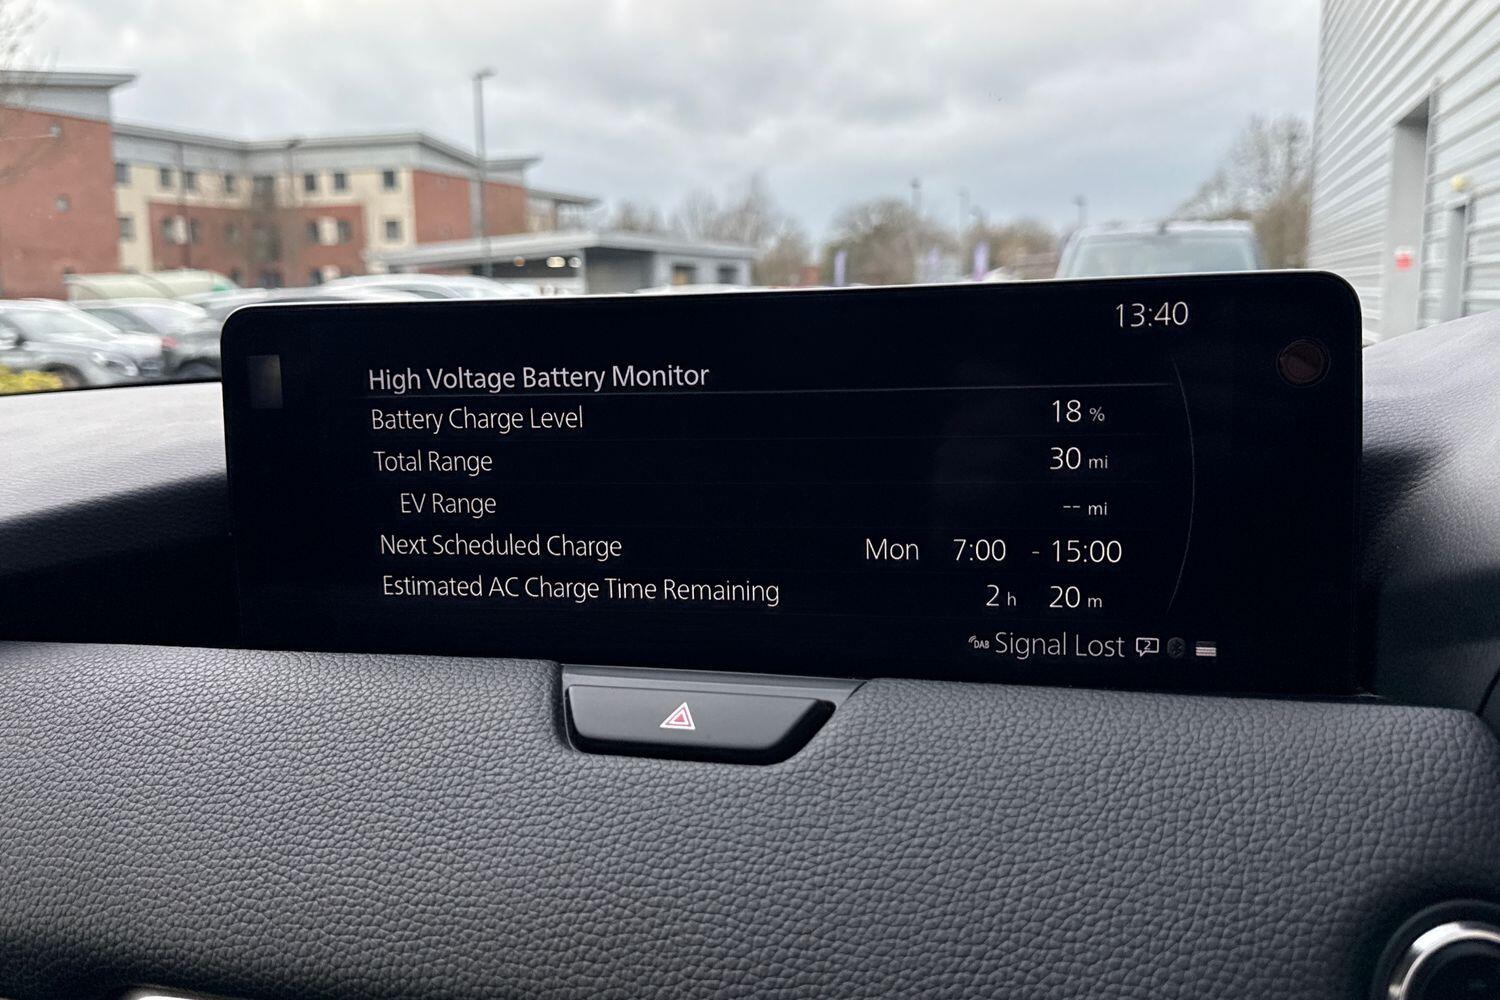 13:40
High Voltage Battery Monitor
Battery Charge Level 18 %
Total Range 30 mi
EV Range -- mi
Next Scheduled Charge Mon 7:00 - 15:00
Estimated AC Charge Time Remaining 2 h 20 m
DAB Signal Lost 2